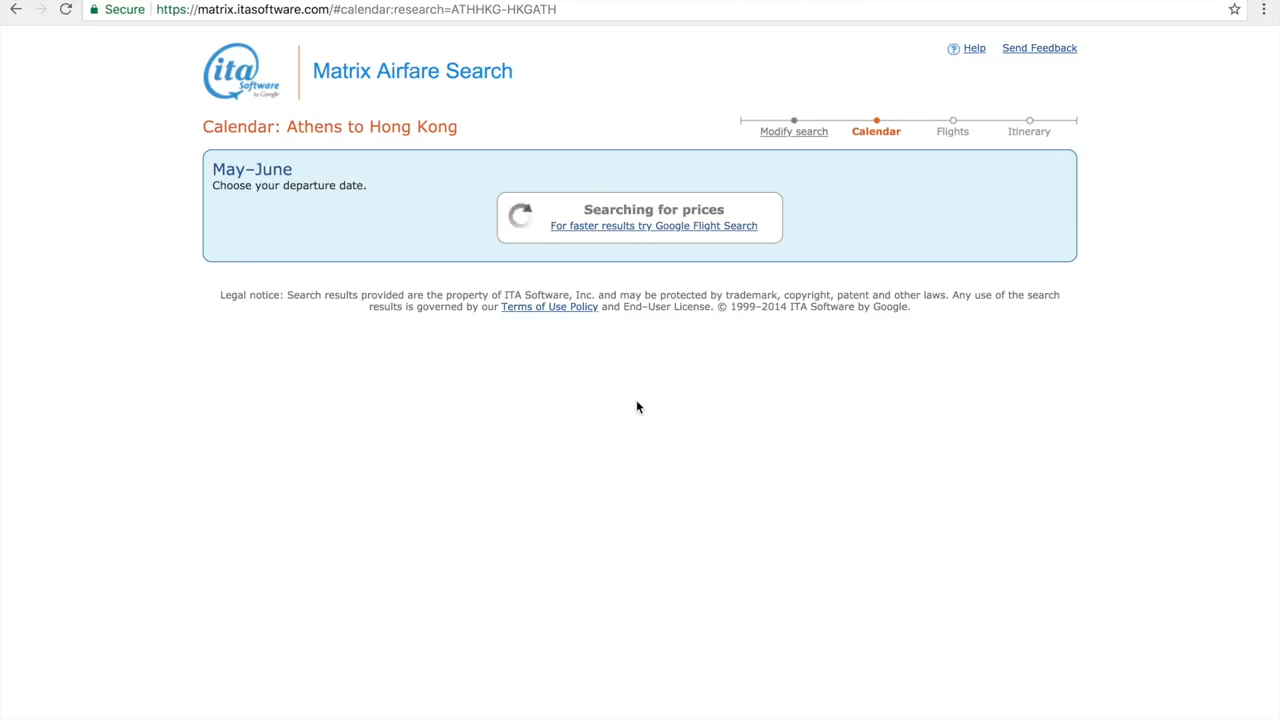 Secure https://matrix.itasoftware.com/#calendar:research=ATHHKG-HKGATH
ita
Software
by Google
Matrix Airfare Search
? Help Send Feedback
Calendar: Athens to Hong Kong
Modify search Calendar Flights Itinerary
May–June
Choose your departure date.
Searching for prices
For faster results try Google Flight Search
Legal notice: Search results provided are the property of ITA Software, Inc. and may be protected by trademark, copyright, patent and other laws. Any use of the search
results is governed by our Terms of Use Policy and End–User License. © 1999–2014 ITA Software by Google.